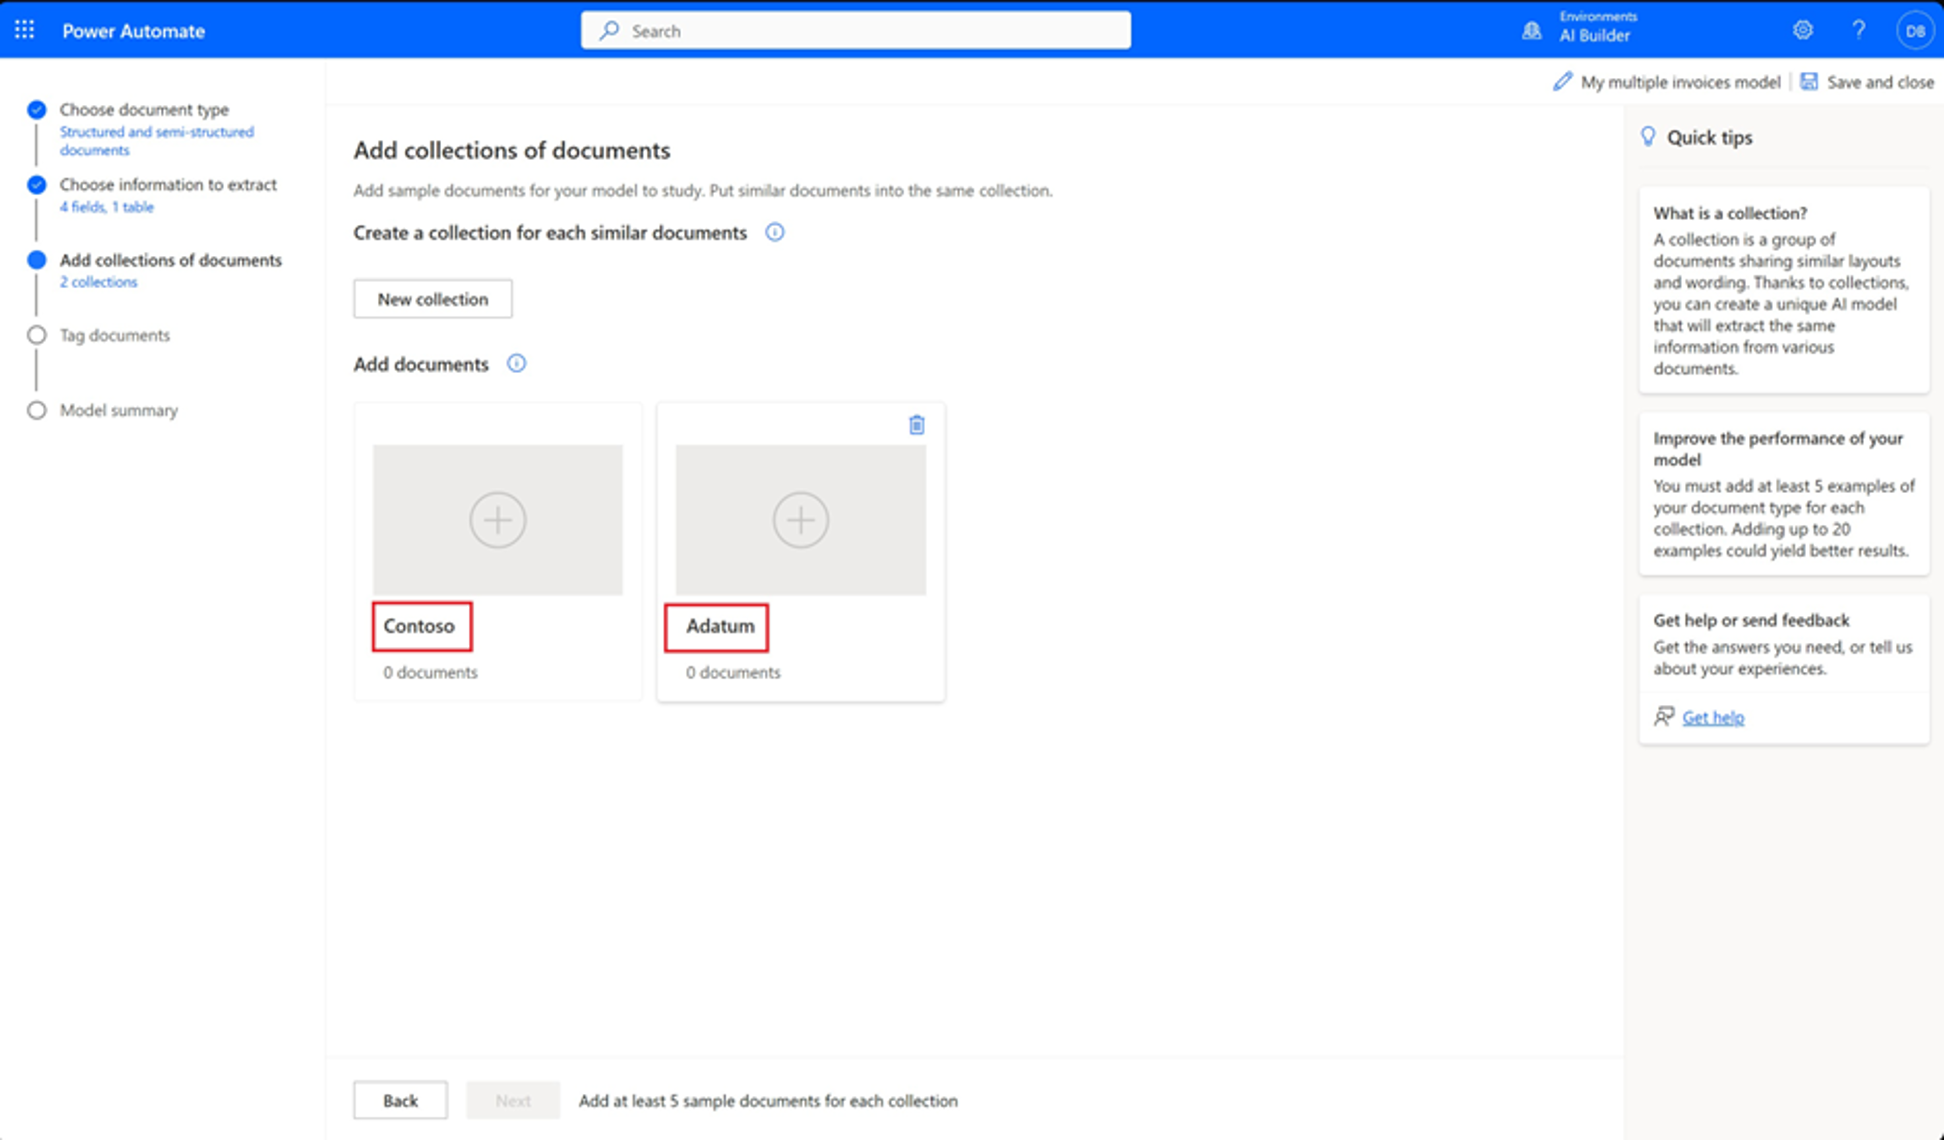 Power Automate
Search
Environments
AI Builder
?
DB
My multiple invoices model
Save and close
Choose document type
Structured and semi-structured
documents
Choose information to extract
4 fields, 1 table
Add collections of documents
2 collections
Tag documents
Model summary
Add collections of documents
Add sample documents for your model to study. Put similar documents into the same collection.
Create a collection for each similar documents
New collection
Add documents
Contoso
0 documents
Adatum
0 documents
Back
Next
Add at least 5 sample documents for each collection
Quick tips
What is a collection?
A collection is a group of
documents sharing similar layouts
and wording. Thanks to collections,
you can create a unique AI model
that will extract the same
information from various
documents.
Improve the performance of your
model
You must add at least 5 examples of
your document type for each
collection. Adding up to 20
examples could yield better results.
Get help or send feedback
Get the answers you need, or tell us
about your experiences.
Get help